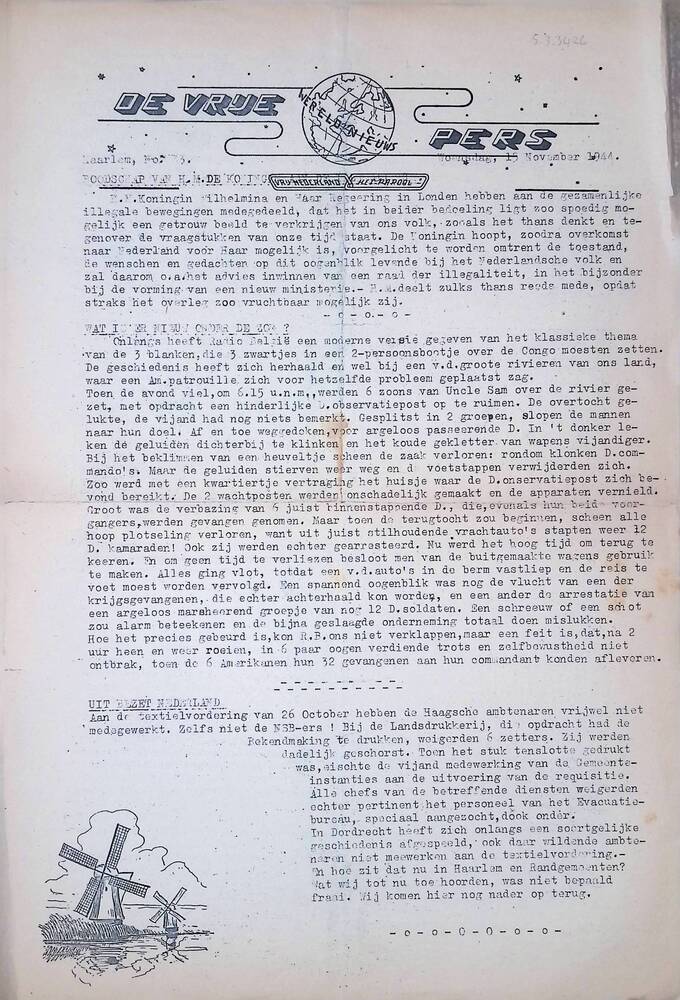 5.3.3426
DE VRIJE
WERELDNIEUWS
PERS
Haarlem, No. 73. Woensdag, 15 November 1944.
BOODSCHAP VAN H.M.DE KONING VRIJ NEDERLAND HET PAROOL
H.M.Koningin Wilhelmina en Haar Regeering in Londen hebben aan de gezamenlijke
illegale bewegingen medegedeeld, dat het in beider bedoeling ligt zoo spoedig mo-
gelijk een getrouw beeld te verkrijgen van ons volk, zooals het thans denkt en te-
genover de vraagstukken van onze tijd staat. De Koningin hoopt, zoodra overkomst
naar Nederland voor Haar mogelijk is, voorgelicht te worden omtrent de toestand,
de wenschen en gedachten op dit oogenblik levende bij het Nederlandsche volk en
zal daarom o.a.het advies inwinnen van een raad der illegaliteit, in het bijzonder
bij de vorming van een nieuw ministerie.- H.M.deelt zulks thans reeds mede, opdat
straks het overleg zoo vruchtbaar mogelijk zij.
- o - o. - o -
WAT IS ER NIEUW ONDER DE ZON ?
Onlangs heeft Radio België een moderne versie gegeven van het klassieke thema
van de 3 blanken,die 3 zwartjes in een 2-persoonsbootje over de Congo moesten zetten.
De geschiedenis heeft zich herhaald en wel bij een v.d.groote rivieren van ons land,
waar een Am.patrouille zich voor hetzelfde probleem geplaatst zag.
Toen de avond viel,om 6.15 u.n.m.,werden 6 zoons van Uncle Sam over de rivier ge-
zet, met opdracht een hinderlijke D.observatiepost op te ruimen. De overtocht ge-
lukte, de vijand had nog niets bemerkt. Gesplitst in 2 groepen, slopen de mannen
naar hun doel. Af en toe weggedoken,voor argeloos passeerende D. In 't donker le-
ken de geluiden dichterbij te klinken en het koude gekletter van wapens vijandiger.
Bij het beklimmen van een heuveltje scheen de zaak verloren: rondom klonken D.com-
mando's. Maar de geluiden stierven weer weg en de voetstappen verwijderden zich.
Zoo werd met een kwartiertje vertraging het huisje waar de D.onservatiepost zich be-
vond bereikt. De 2 wachtposten werden onschadelijk gemaakt en de apparaten vernield.
Groot was de verbazing van 6 juist binnenstappende D., die,evenals hun beide voor-
gangers,werden gevangen genomen. Maar toen de terugtocht zou beginnen, scheen alle
hoop plotseling verloren, want uit juist stilhoudende vrachtauto's stapten weer 12
D. kamaraden! Ook zij werden echter gearresteerd. Nu werd het hoog tijd om terug te
keeren. En om geen tijd te verliezen besloot men van de buitgemaakte wagens gebruik
te maken. Alles ging vlot, totdat een v.d.auto's in de berm vastliep en de reis te
voet moest worden vervolgd. Een spannend oogenblik was nog de vlucht van een der
krijgsgevangenen, die echter achterhaald kon worden, en een ander de arrestatie van
een argeloos marsheerend groepje van nog 12 D.soldaten. Een schreeuw of een schot
zou alarm beteekenen en de bijna geslaagde onderneming totaal doen mislukken.
Hoe het precies gebeurd is,kon R.B.ons niet verklappen,maar een feit is,dat,na 2
uur heen en weer roeien, in 6 paar oogen verdiende trots en zelfbewustheid niet
ontbrak, toen de 6 Amerikanen hun 32 gevangenen aan hun commandant konden afleveren.
UIT BEZET NEDERLAND
Aan de textielvordering van 26 October hebben de Haagsche ambtenaren vrijwel niet
medegewerkt. Zelfs niet de NSB-ers ! Bij de Landsdrukkerij, die opdracht had de
Bekendmaking te drukken, weigerden 6 zetters. Zij werden
dadelijk geschorst. Toen het stuk tenslotte gedrukt
was,eischte de vijand medewerking van de Gemeente-
instanties aan de uitvoering van de requisitie.
Alle chefs van de betreffende diensten weigerden
echter pertinent,het personeel van het Evacuatie-
bureau, speciaal aangezocht,dook onder.
In Dordrecht heeft zich onlangs een soortgelijke
geschiedenis afgespeeld, ook daar wildende ambte-
naren niet meewerken aan de textielvordering.-
En hoe zit dat nu in Haarlem en Randgemeenten?
Wat wij tot nu toe hoorden, was niet bepaald
fraai. Wij komen hier nog nader op terug.
- o - o - O - o - o -